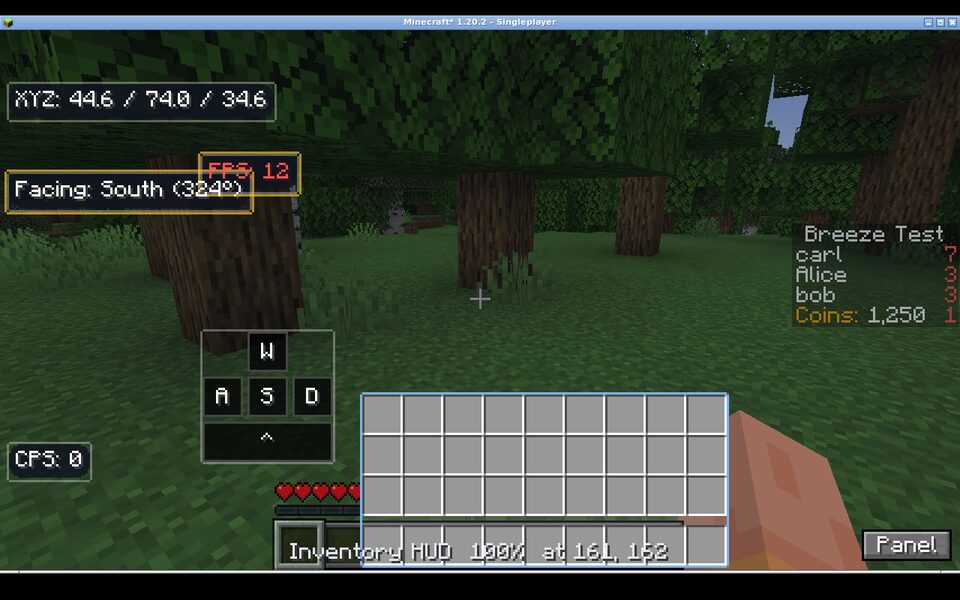 Minecraft* 1.20.2 - Singleplayer
XYZ: 44.6 / 74.0 / 34.6
FPS: 12
Facing: South (324º)
Breeze Test
carl 7
Alice 3
bob 3
Coins: 1,250 1
W
A S D
^
CPS: 0
Inventory HUD 100% at 161, 162
Panel